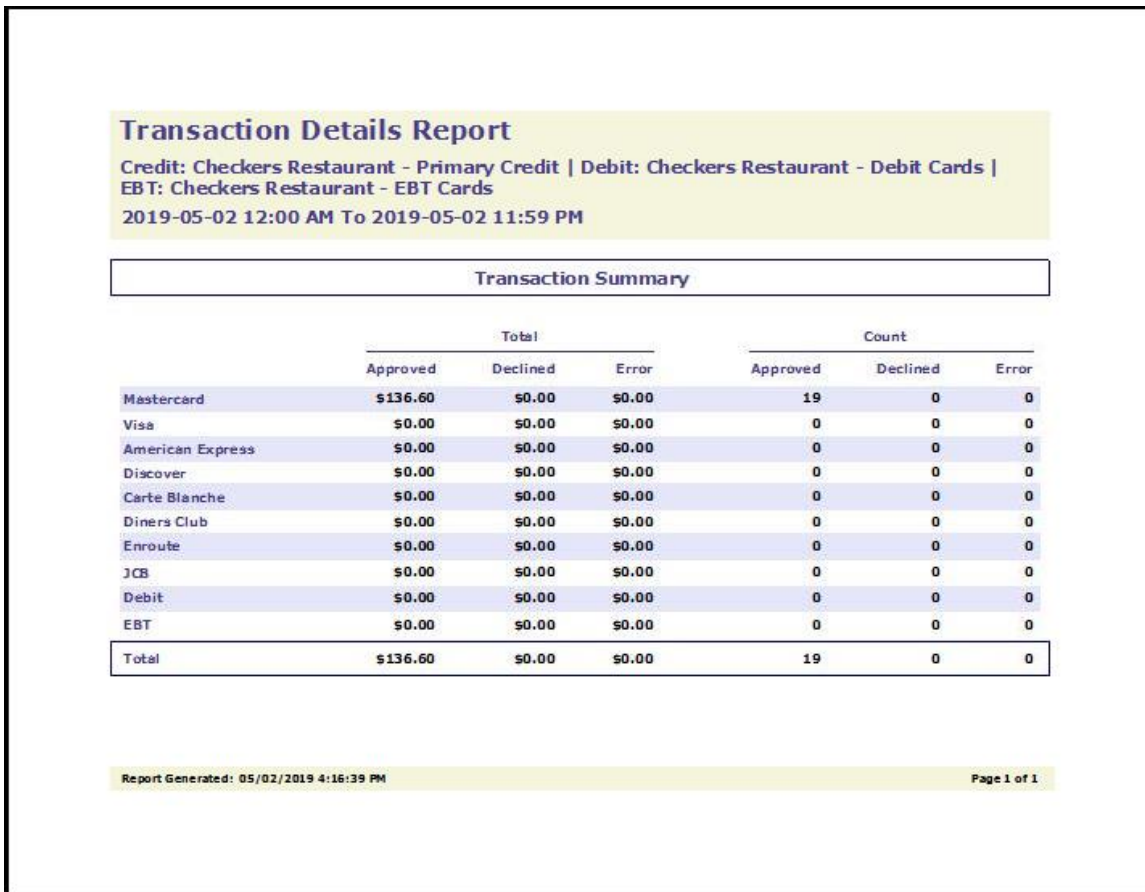 Transaction Details Report
Credit: Checkers Restaurant - Primary Credit | Debit: Checkers Restaurant - Debit Cards |
EBT: Checkers Restaurant - EBT Cards
2019-05-02 12:00 AM To 2019-05-02 11:59 PM
Transaction Summary
Total Count
Approved Declined Error Approved Declined Error
Mastercard $136.60 $0.00 $0.00 19 0 0
Visa $0.00 $0.00 $0.00 0 0 0
American Express $0.00 $0.00 $0.00 0 0 0
Discover $0.00 $0.00 $0.00 0 0 0
Carte Blanche $0.00 $0.00 $0.00 0 0 0
Diners Club $0.00 $0.00 $0.00 0 0 0
Enroute $0.00 $0.00 $0.00 0 0 0
JCB $0.00 $0.00 $0.00 0 0 0
Debit $0.00 $0.00 $0.00 0 0 0
EBT $0.00 $0.00 $0.00 0 0 0
Total $136.60 $0.00 $0.00 19 0 0
Report Generated: 05/02/2019 4:16:39 PM Page 1 of 1